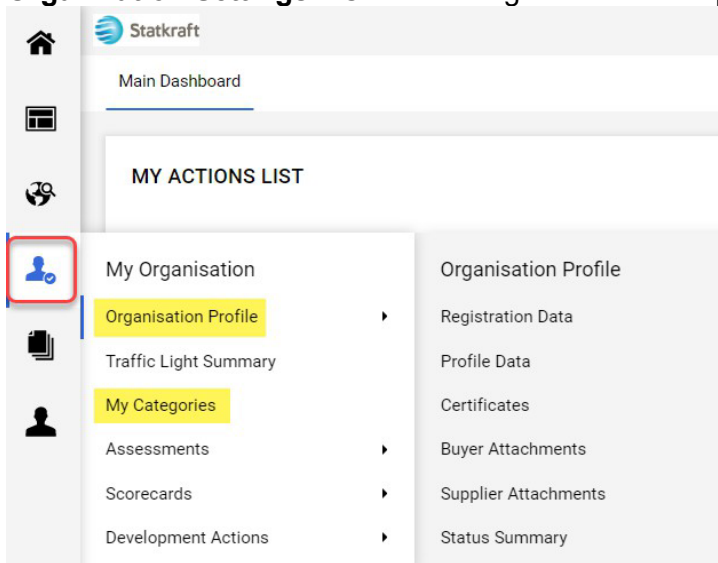 Statkraft
Main Dashboard
MY ACTIONS LIST
My Organisation
Organisation Profile
Traffic Light Summary
My Categories
Assessments
Scorecards
Development Actions
Organisation Profile
Registration Data
Profile Data
Certificates
Buyer Attachments
Supplier Attachments
Status Summary